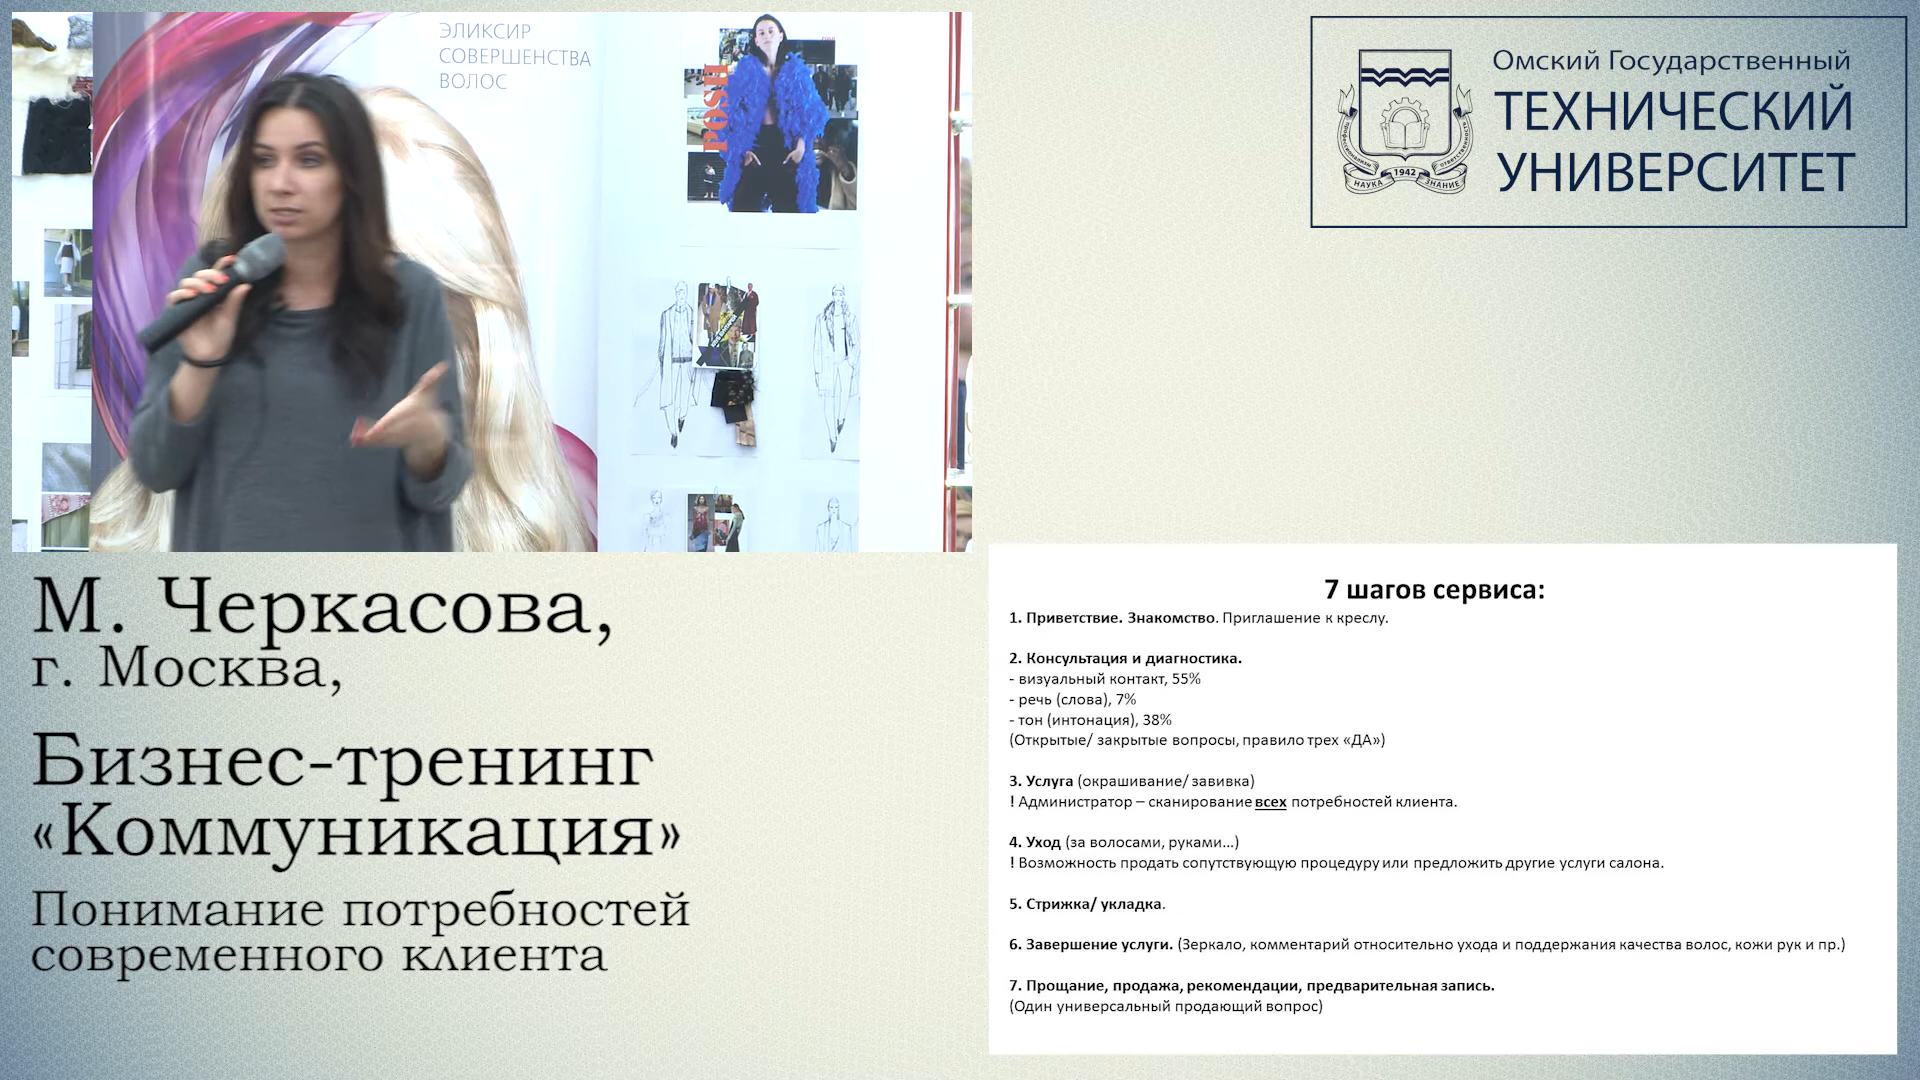 ЭЛИКСИР
СОВЕРШЕНСТВА
ВОЛОС
POSH
Омский Государственный
ТЕХНИЧЕСКИЙ
УНИВЕРСИТЕТ
профессионализм
ответственность
НАУКА 1942 ЗНАНИЕ
М. Черкасова,
г. Москва,
Бизнес-тренинг
«Коммуникация»
Понимание потребностей
современного клиента
7 шагов сервиса:
1. Приветствие. Знакомство. Приглашение к креслу.
2. Консультация и диагностика.
- визуальный контакт, 55%
- речь (слова), 7%
- тон (интонация), 38%
(Открытые/ закрытые вопросы, правило трех «ДА»)
3. Услуга (окрашивание/ завивка)
! Администратор – сканирование всех потребностей клиента.
4. Уход (за волосами, руками...)
! Возможность продать сопутствующую процедуру или предложить другие услуги салона.
5. Стрижка/ укладка.
6. Завершение услуги. (Зеркало, комментарий относительно ухода и поддержания качества волос, кожи рук и пр.)
7. Прощание, продажа, рекомендации, предварительная запись.
(Один универсальный продающий вопрос)